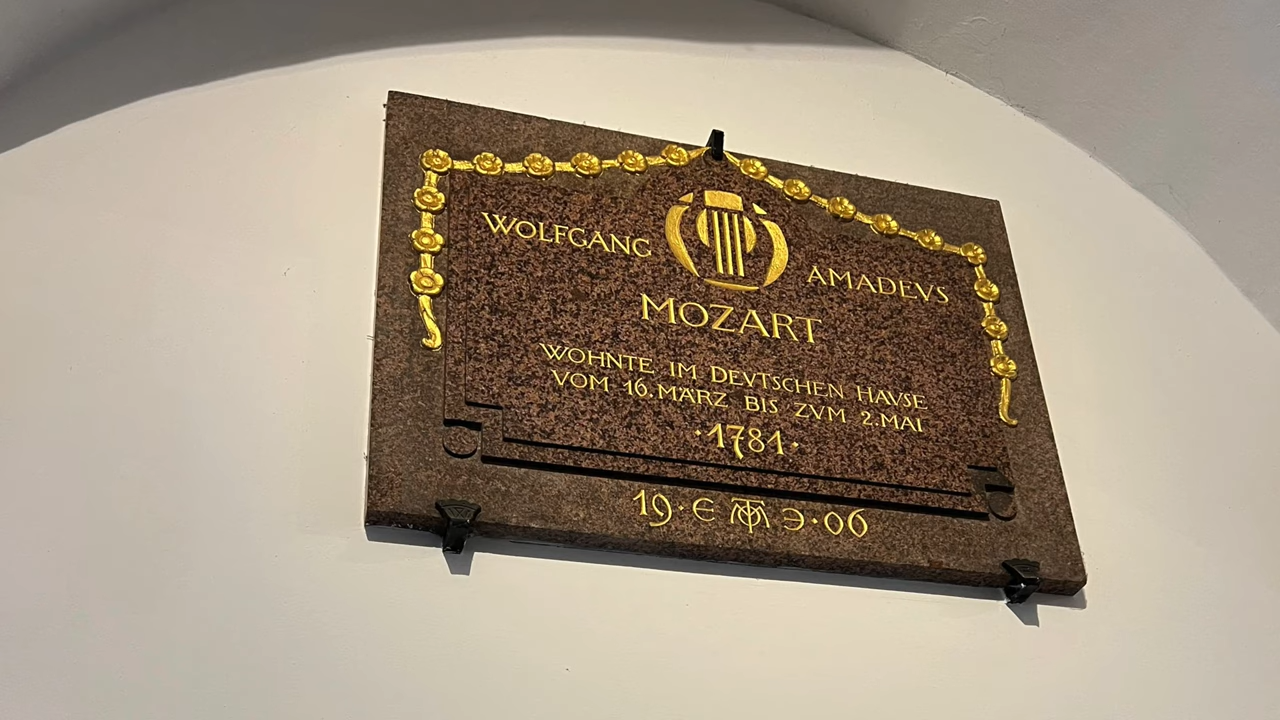 WOLFGANG AMADEVS
MOZART
WOHNTE IM DEVTSCHEN HAVSE
VOM 16. MÄRZ BIS ZVM 2. MAI
·1781·
19·E Э·06